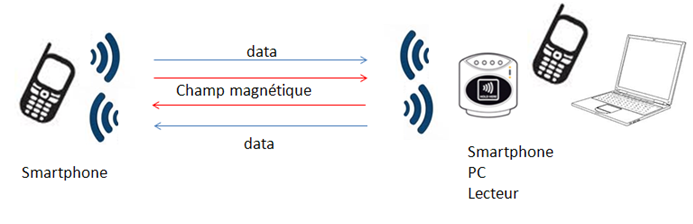 data
Champ magnétique
data
Smartphone
Smartphone
PC
Lecteur